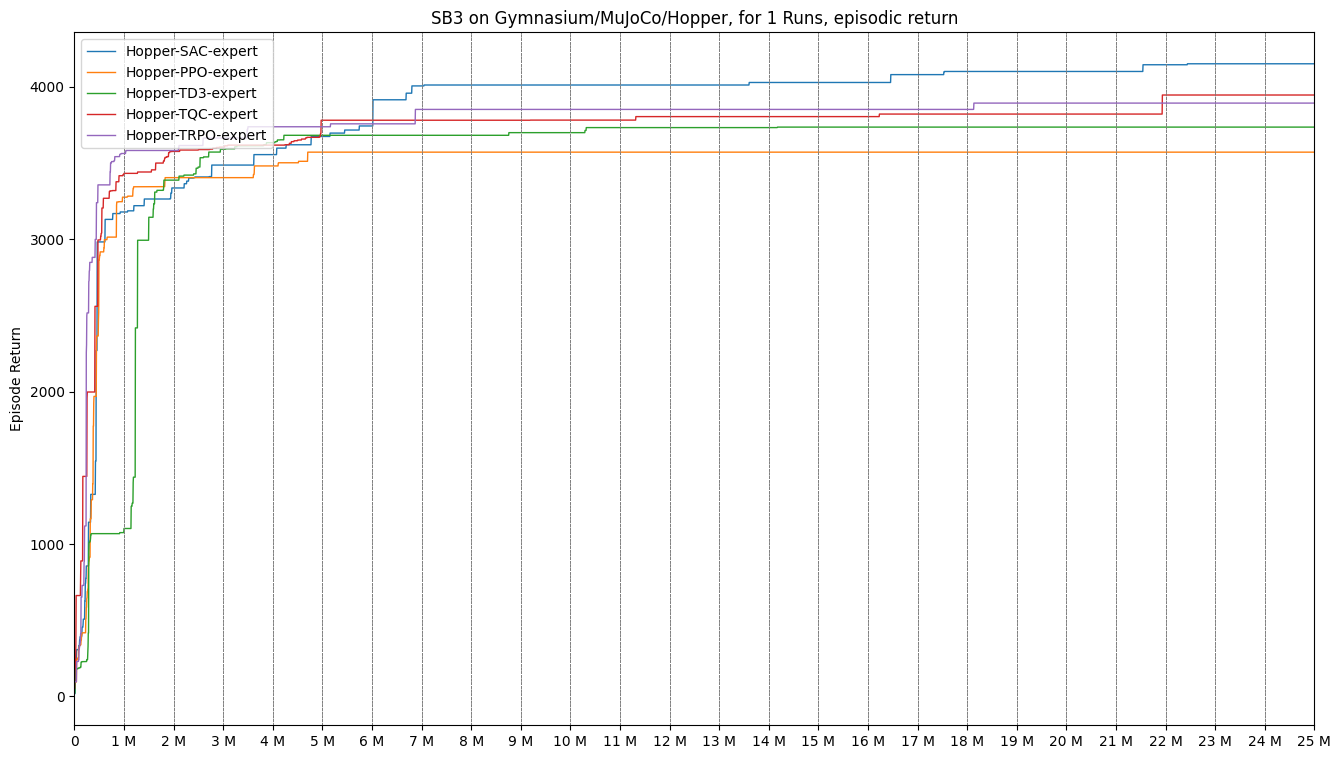 SB3 on Gymnasium/MuJoCo/Hopper, for 1 Runs, episodic return
Hopper-SAC-expert
Hopper-PPO-expert
Hopper-TD3-expert
Hopper-TQC-expert
Hopper-TRPO-expert
Episode Return
4000
3000
2000
1000
0
0 1 M 2 M 3 M 4 M 5 M 6 M 7 M 8 M 9 M 10 M 11 M 12 M 13 M 14 M 15 M 16 M 17 M 18 M 19 M 20 M 21 M 22 M 23 M 24 M 25 M